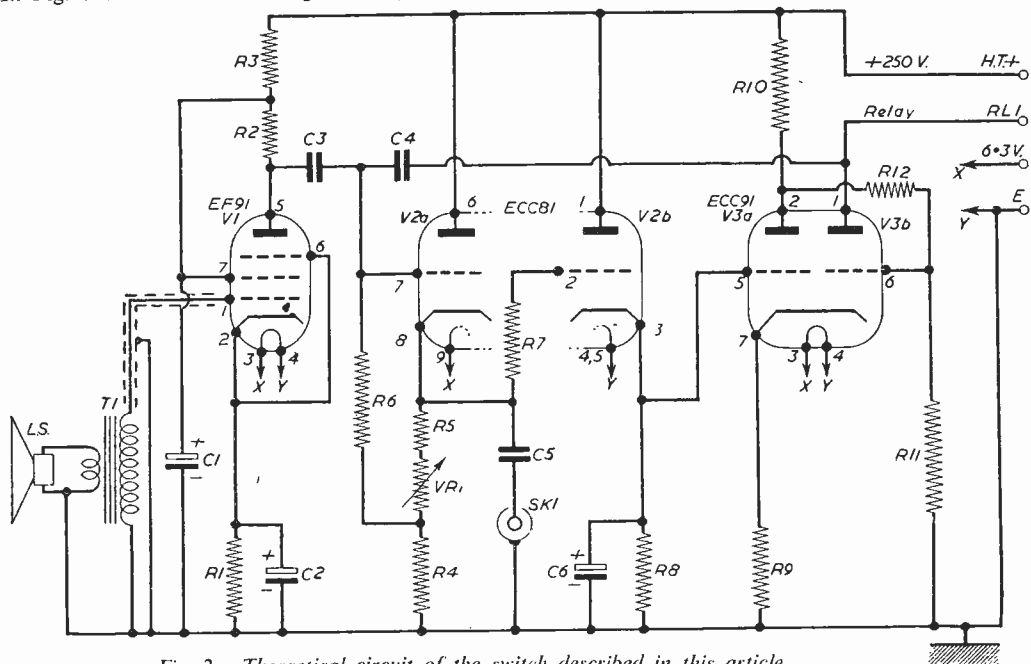 R3
R2
C3
C4
R10
+250 V.
H.T.+
Relay
RL1
6·3V.
X
E
Y
R12
EF91
V1
5
6
7
1
2
3
4
X
Y
V2a
6
ECC81
1
V2b
7
8
9
X
2
3
4,5
Y
R7
ECC91
V3a
2
1
V3b
5
6
7
3
4
X
Y
R6
R5
VR1
C5
SK1
R11
L.S.
T1
+
C1
-
R1
+
C2
-
R4
+
C6
-
R8
R9
Theoretical circuit of the switch described in this article